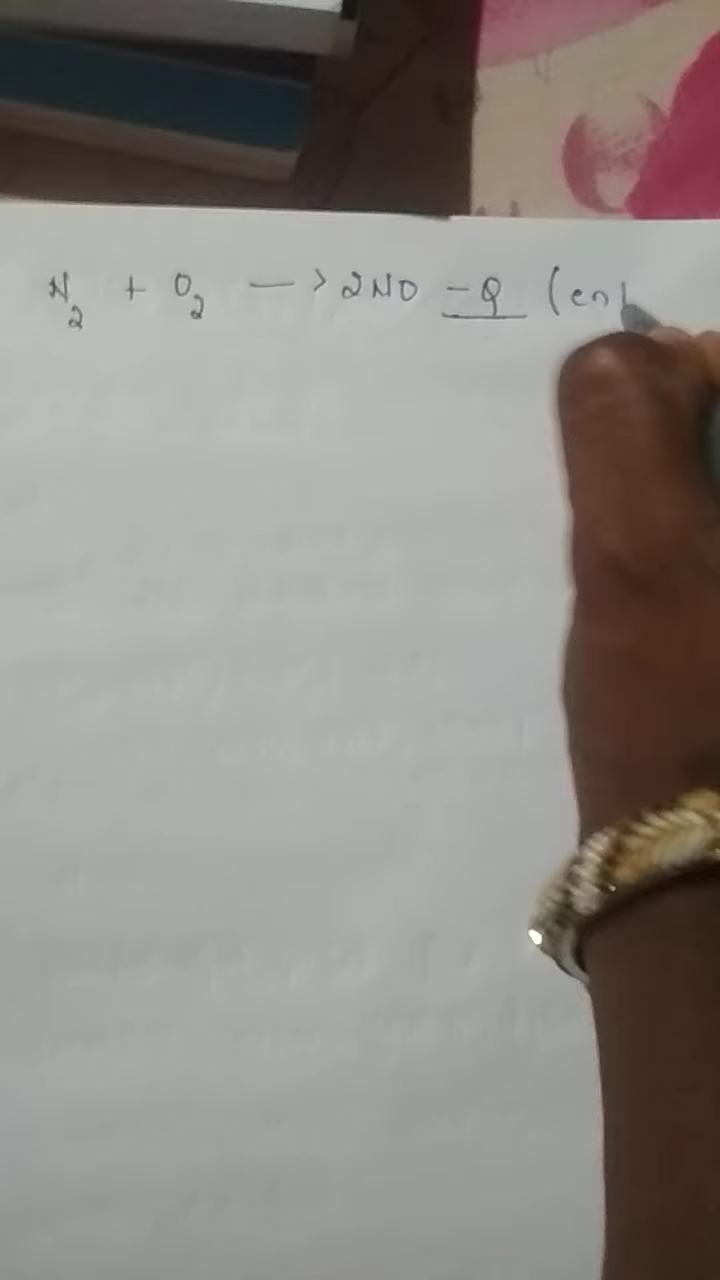 N₂ + O₂ —> 2NO -Q (en